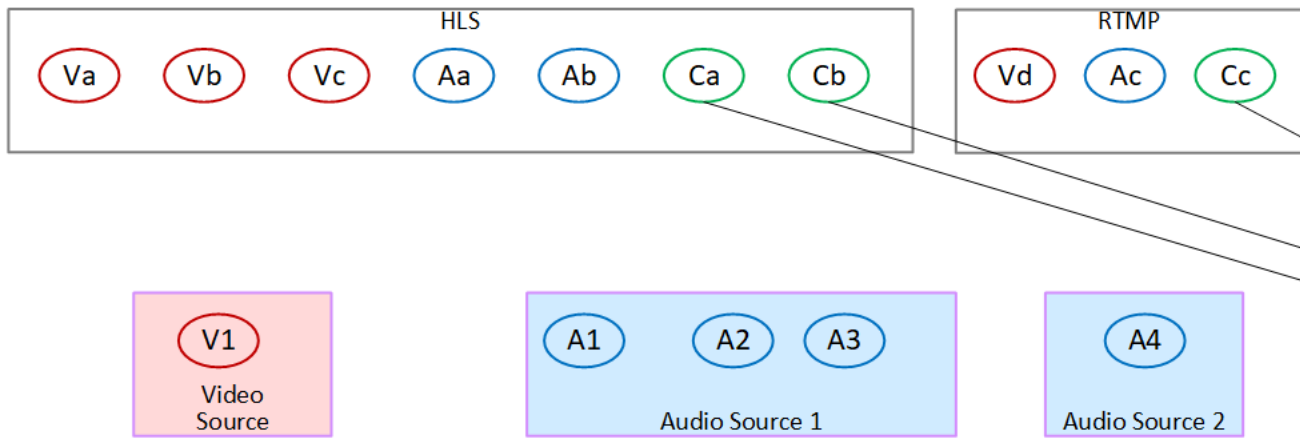 HLS
RTMP
Va Vb Vc Aa Ab Ca Cb Vd Ac Cc
V1 A1 A2 A3 A4
Video
Source
Audio Source 1
Audio Source 2